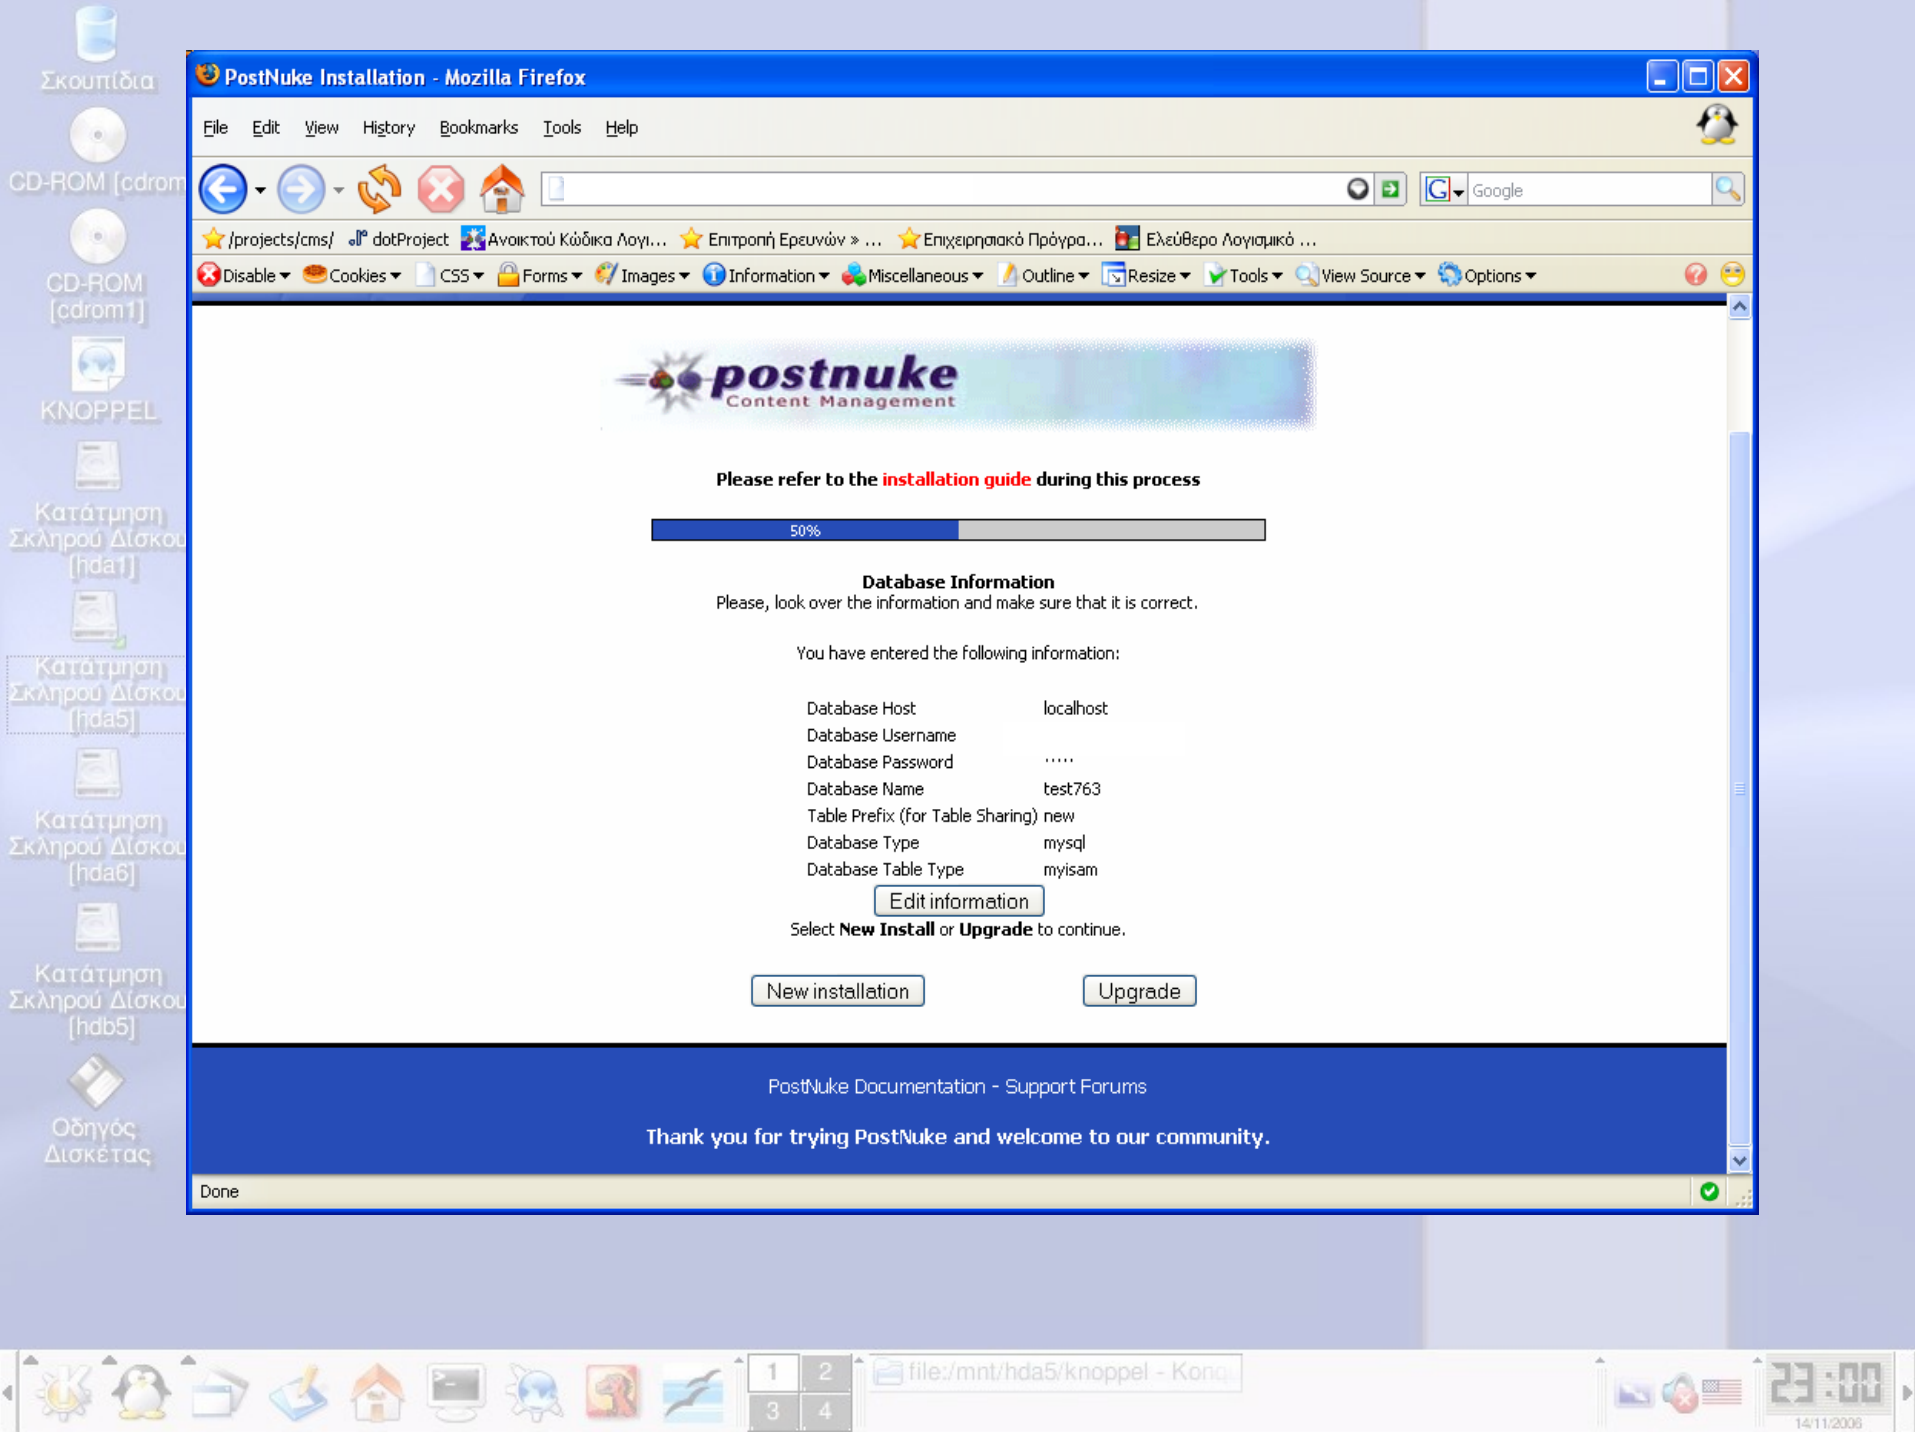 Σκουπίδια
CD-ROM [cdrom
CD-ROM
[cdrom1]
KNOPPEL
Κατάτμηση
Σκληρού Δίσκου
[hda1]
Κατάτμηση
Σκληρού Δίσκου
[hda5]
Κατάτμηση
Σκληρού Δίσκου
[hda6]
Κατάτμηση
Σκληρού Δίσκου
[hdb5]
Οδηγός
Δισκέτας
PostNuke Installation - Mozilla Firefox
File Edit View History Bookmarks Tools Help
G Google
/projects/cms/ dotProject Ανοικτού Κώδικα Λογι... Επιτροπή Ερευνών » ... Επιχειρησιακό Πρόγρα... Ελεύθερο Λογισμικό ...
Disable Cookies CSS Forms Images Information Miscellaneous Outline Resize Tools View Source Options
postnuke
Content Management
Please refer to the installation guide during this process
50%
Database Information
Please, look over the information and make sure that it is correct.
You have entered the following information:
Database Host localhost
Database Username
Database Password .....
Database Name test763
Table Prefix (for Table Sharing) new
Database Type mysql
Database Table Type myisam
Edit information
Select New Install or Upgrade to continue.
New installation Upgrade
PostNuke Documentation - Support Forums
Thank you for trying PostNuke and welcome to our community.
Done
1 2
3 4
file:/mnt/hda5/knoppel - Konq
23:00
14/11/2006